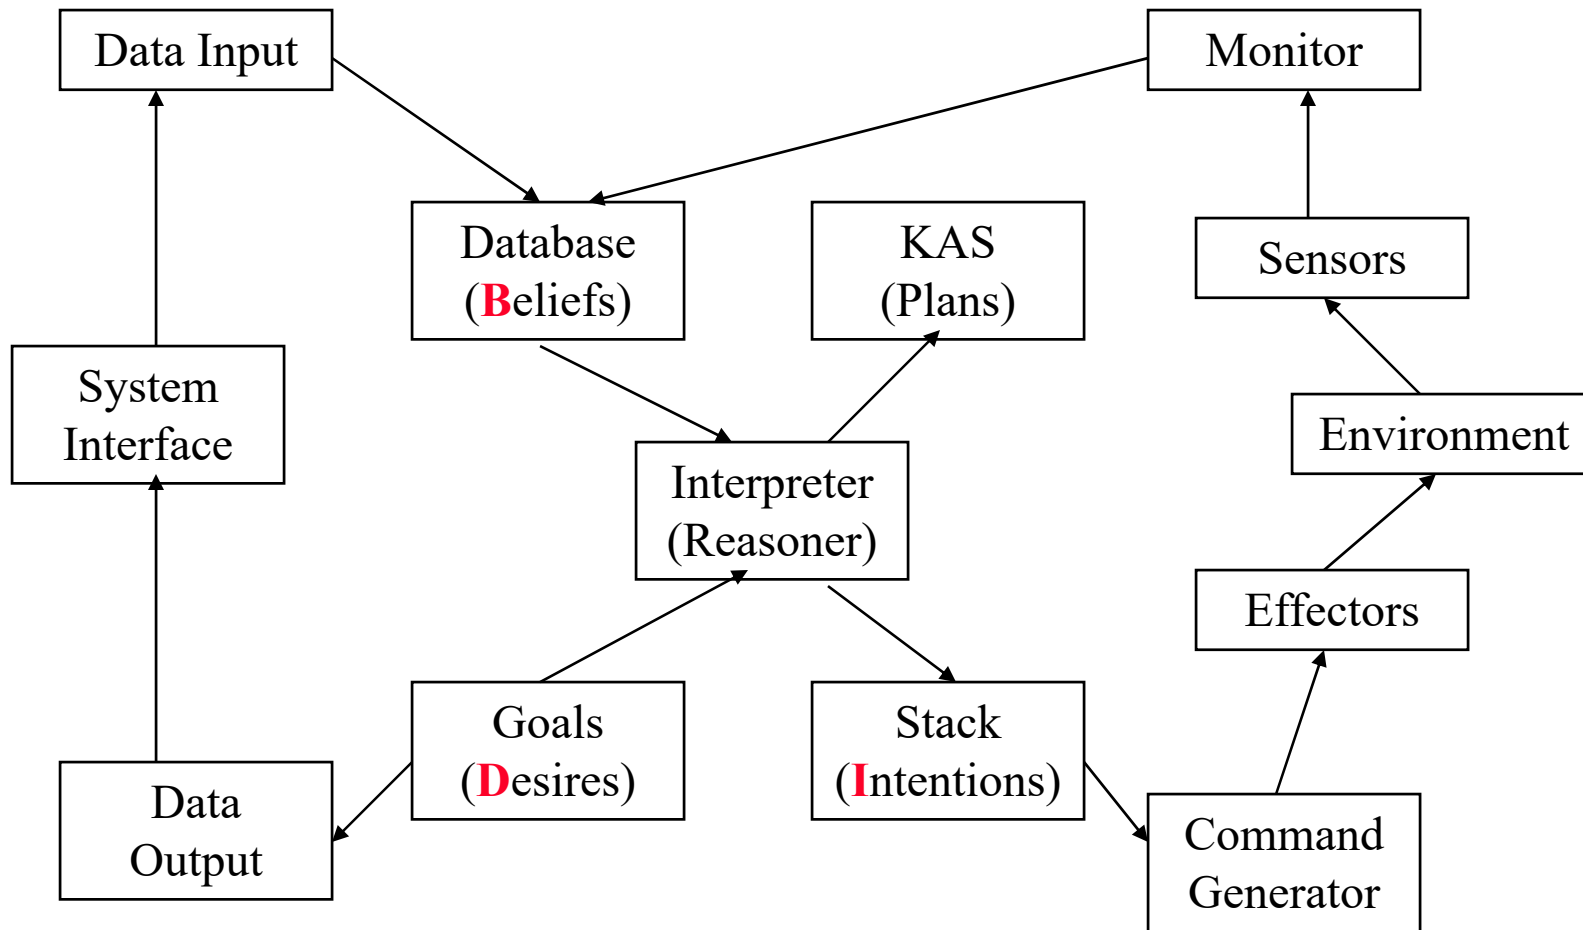 Data Input
Monitor
Database
(Beliefs)
KAS
(Plans)
Sensors
System
Interface
Environment
Interpreter
(Reasoner)
Effectors
Goals
(Desires)
Stack
(Intentions)
Data
Output
Command
Generator